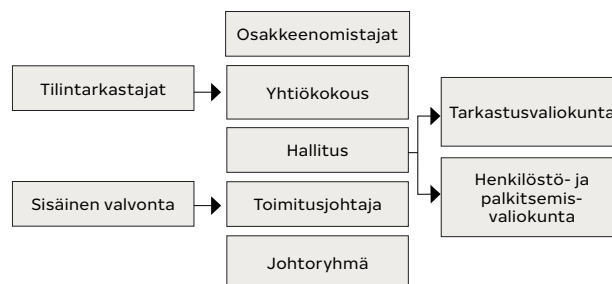 Osakkeenomistajat
Tilintarkastajat
Yhtiökokous
Tarkastusvaliokunta
Hallitus
Henkilöstö- ja
palkitsemis-
valiokunta
Sisäinen valvonta
Toimitusjohtaja
Johtoryhmä